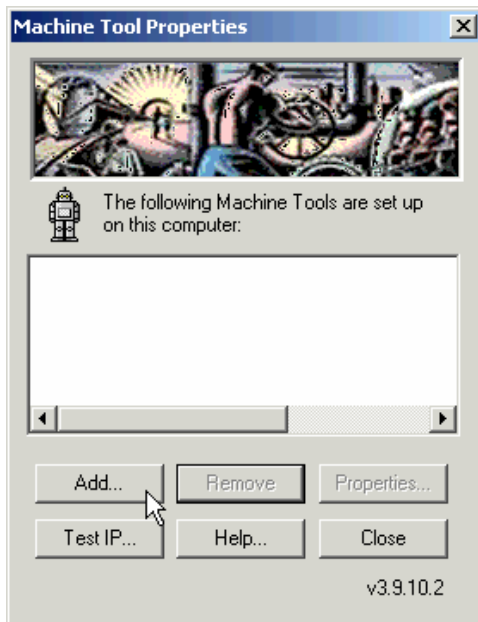 Machine Tool Properties
The following Machine Tools are set up
on this computer:
Add...
Remove
Properties...
Test IP...
Help...
Close
v3.9.10.2